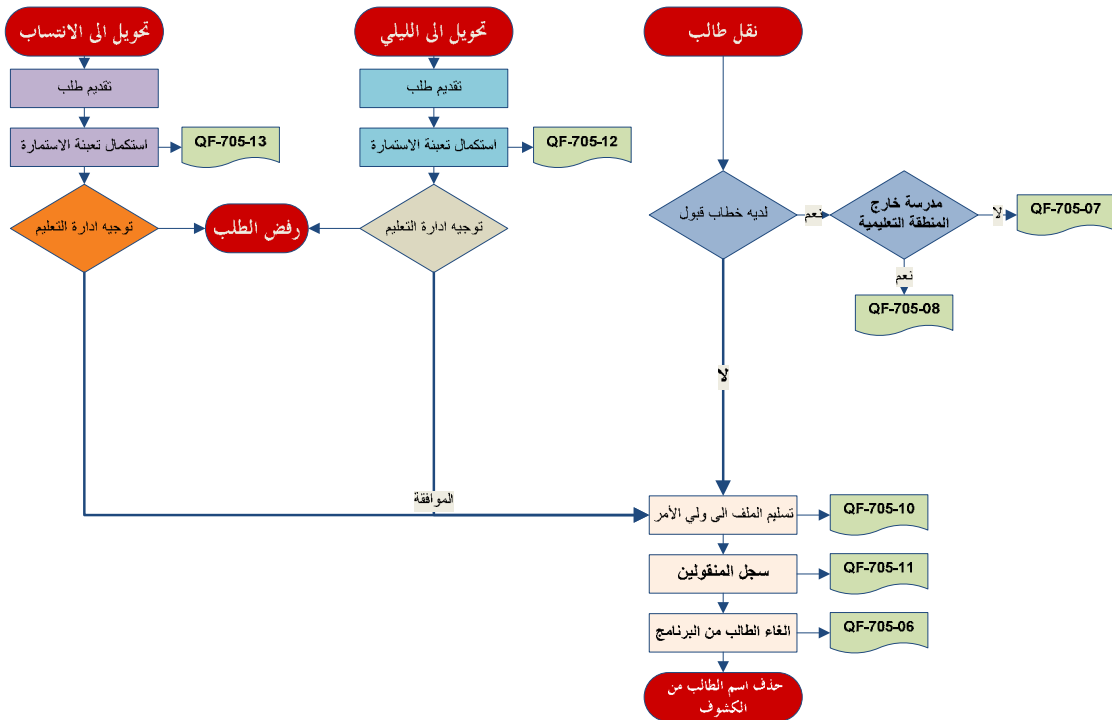 نقل طالب
تحويل الى الليلي
تحويل الى الانتساب
تقديم طلب
تقديم طلب
QF-705-12
استكمال تعبئة الاستمارة
QF-705-13
استكمال تعبئة الاستمارة
QF-705-07
لا
مدرسة خارج
المنطقة التعليمية
نعم
لديه خطاب قبول
توجيه ادارة التعليم
رفض الطلب
توجيه ادارة التعليم
نعم
QF-705-08
لا
الموافقة
تسليم الملف الى ولي الأمر
QF-705-10
سجل المنقولين
QF-705-11
الغاء الطالب من البرنامج
QF-705-06
حذف اسم الطالب من
الكشوف